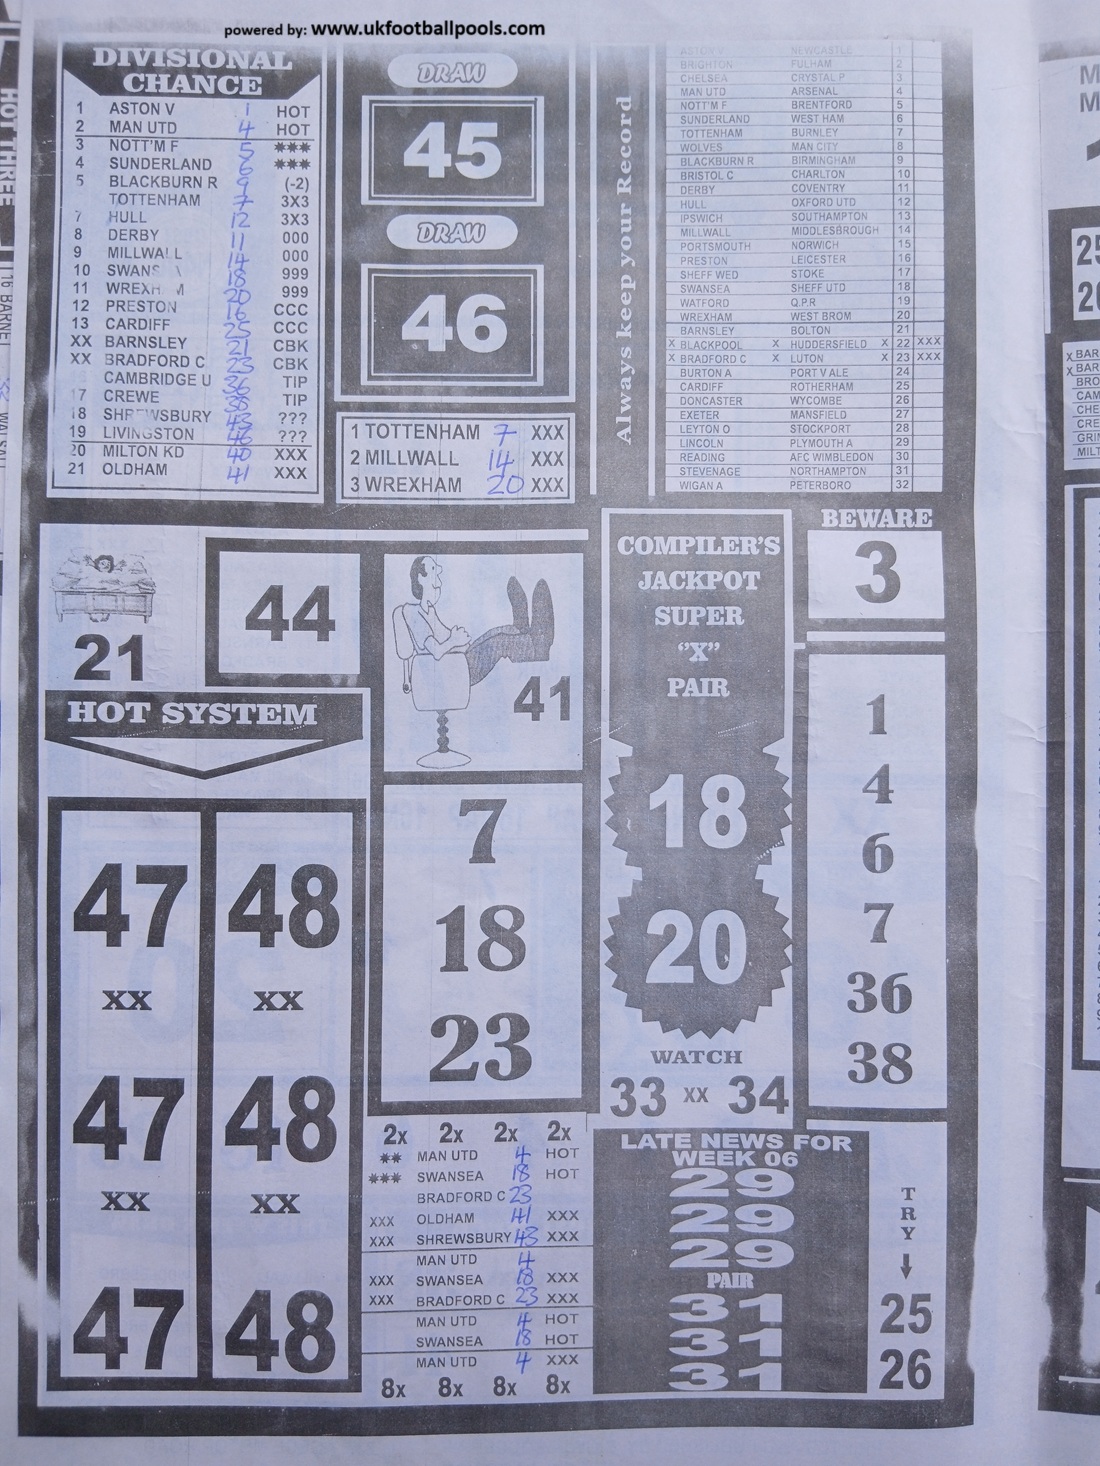 powered by: www.ukfootballpools.com
DIVISIONAL
CHANCE
1 ASTON V 1 HOT
2 MAN UTD 4 HOT
3 NOTT'M F 5 ***
4 SUNDERLAND 6 ***
5 BLACKBURN R 9 (-2)
TOTTENHAM 7 3X3
7 HULL 12 3X3
8 DERBY 11 000
9 MILLWALL 14 000
10 SWANS A 18 999
11 WREXH M 20 999
12 PRESTON 16 CCC
13 CARDIFF 25 CCC
XX BARNSLEY 21 CBK
XX BRADFORD C 23 CBK
CAMBRIDGE U 36 TIP
17 CREWE 38 TIP
18 SHREWSBURY 43 ???
19 LIVINGSTON 46 ???
20 MILTON KD 40 XXX
21 OLDHAM 41 XXX
DRAW
45
DRAW
46
1 TOTTENHAM 7 XXX
2 MILLWALL 14 XXX
3 WREXHAM 20 XXX
Always keep your Record
ASTON V NEWCASTLE 1
BRIGHTON FULHAM 2
CHELSEA CRYSTAL P 3
MAN UTD ARSENAL 4
NOTT'M F BRENTFORD 5
SUNDERLAND WEST HAM 6
TOTTENHAM BURNLEY 7
WOLVES MAN CITY 8
BLACKBURN R BIRMINGHAM 9
BRISTOL C CHARLTON 10
DERBY COVENTRY 11
HULL OXFORD UTD 12
IPSWICH SOUTHAMPTON 13
MILLWALL MIDDLESBROUGH 14
PORTSMOUTH NORWICH 15
PRESTON LEICESTER 16
SHEFF WED STOKE 17
SWANSEA SHEFF UTD 18
WATFORD Q.P.R 19
WREXHAM WEST BROM 20
BARNSLEY BOLTON 21
X BLACKPOOL X HUDDERSFIELD X 22 XXX
X BRADFORD C X LUTON X 23 XXX
BURTON A PORT VALE 24
CARDIFF ROTHERHAM 25
DONCASTER WYCOMBE 26
EXETER MANSFIELD 27
LEYTON O STOCKPORT 28
LINCOLN PLYMOUTH A 29
READING AFC WIMBLEDON 30
STEVENAGE NORTHAMPTON 31
WIGAN A PETERBORO 32
21
44
41
HOT SYSTEM
47 48
XX XX
47 48
XX XX
47 48
7
18
23
COMPILER'S
JACKPOT
SUPER
"X"
PAIR
18
20
WATCH
33 XX 34
BEWARE
3
1
4
6
7
36
38
2x 2x 2x 2x
** MAN UTD 4 HOT
*** SWANSEA 18 HOT
BRADFORD C 23
XXX OLDHAM 41 XXX
XXX SHREWSBURY 43 XXX
MAN UTD 4
XXX SWANSEA 18 XXX
XXX BRADFORD C 23 XXX
MAN UTD 4 HOT
SWANSEA 18 HOT
MAN UTD 4 XXX
8x 8x 8x 8x
LATE NEWS FOR
WEEK 06
29
29
29
PAIR
31
31
31
TRY
25
26
HOT THREE